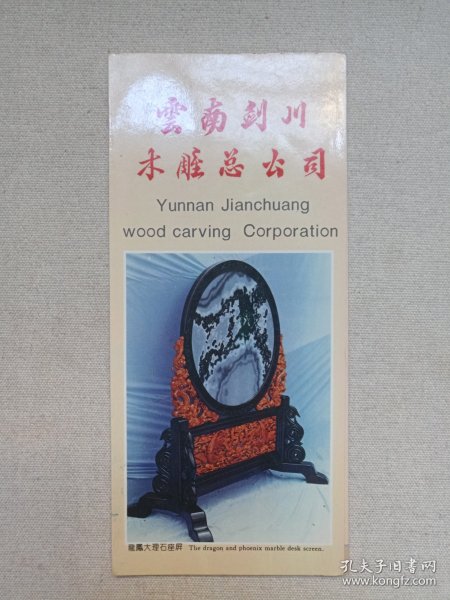 雲南剑川
木雕总公司
Yunnan Jianchuang
wood carving Corporation
龍鳳大理石座屏 The dragon and phoenix marble desk screen.
孔夫子旧书网
www.kongfz.com